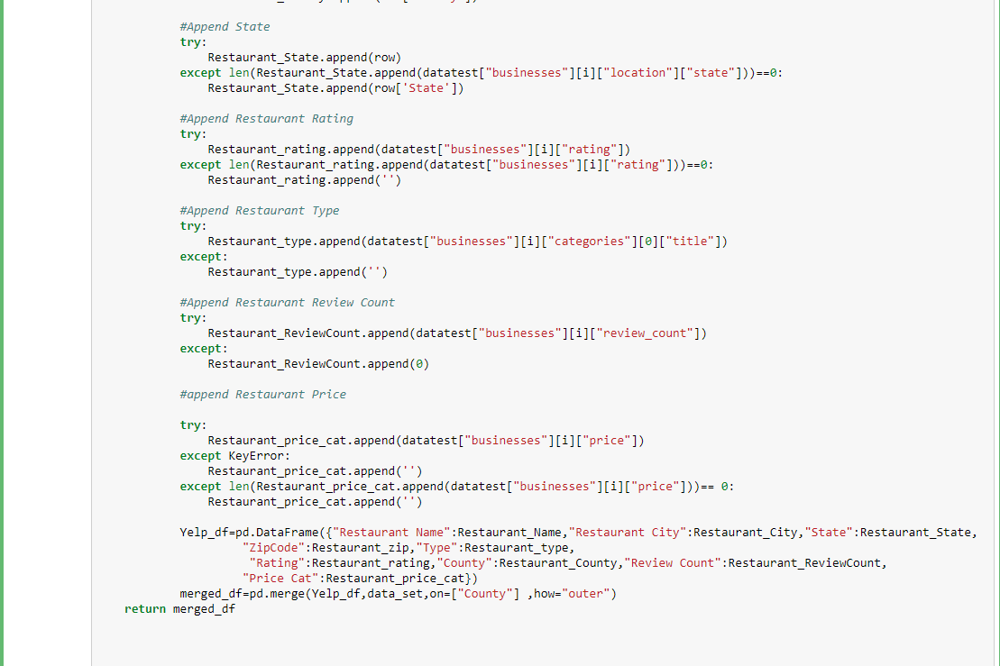 #Append State
try:
    Restaurant_State.append(row)
except len(Restaurant_State.append(datatest["businesses"][i]["location"]["state"]))==0:
    Restaurant_State.append(row['State'])
#Append Restaurant Rating
try:
    Restaurant_rating.append(datatest["businesses"][i]["rating"])
except len(Restaurant_rating.append(datatest["businesses"][i]["rating"]))==0:
    Restaurant_rating.append('')
#Append Restaurant Type
try:
    Restaurant_type.append(datatest["businesses"][i]["categories"][0]["title"])
except:
    Restaurant_type.append('')
#Append Restaurant Review Count
try:
    Restaurant_ReviewCount.append(datatest["businesses"][i]["review_count"])
except:
    Restaurant_ReviewCount.append(0)
#append Restaurant Price
try:
    Restaurant_price_cat.append(datatest["businesses"][i]["price"])
except KeyError:
    Restaurant_price_cat.append('')
except len(Restaurant_price_cat.append(datatest["businesses"][i]["price"]))== 0:
    Restaurant_price_cat.append('')
Yelp_df=pd.DataFrame({"Restaurant Name":Restaurant_Name,"Restaurant City":Restaurant_City,"State":Restaurant_State,
         "ZipCode":Restaurant_zip,"Type":Restaurant_type,
          "Rating":Restaurant_rating,"County":Restaurant_County,"Review Count":Restaurant_ReviewCount,
         "Price Cat":Restaurant_price_cat})
merged_df=pd.merge(Yelp_df,data_set,on=["County"] ,how="outer")
return merged_df